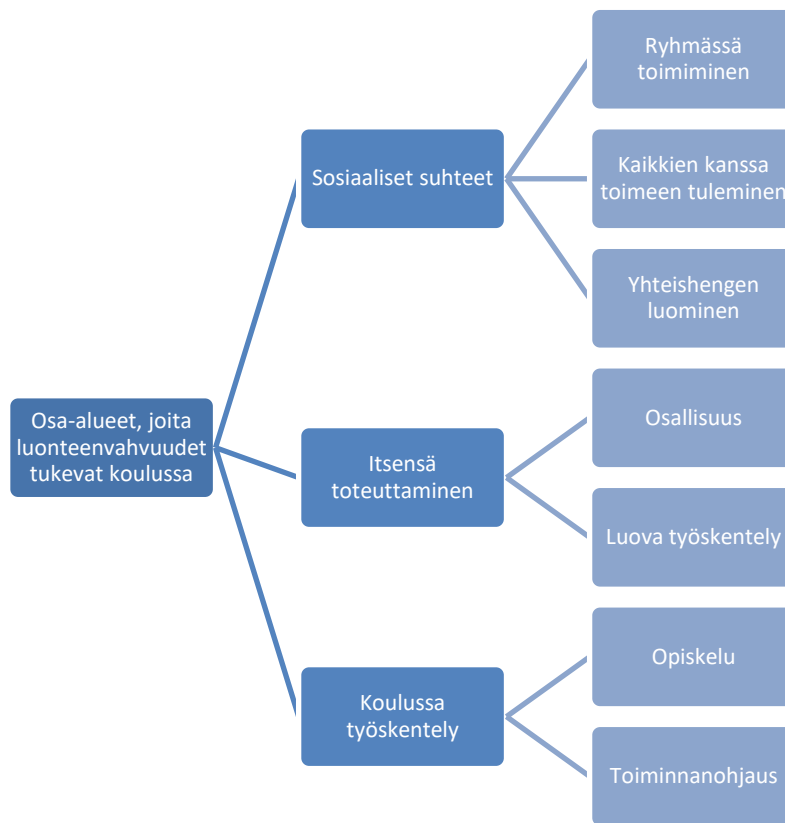 Ryhmässä
toimiminen
Sosiaaliset suhteet
Kaikkien kanssa
toimeen tuleminen
Yhteishengen
luominen
Osa-alueet, joita
luonteenvahvuudet
tukevat koulussa
Itsensä
toteuttaminen
Osallisuus
Luova työskentely
Koulussa
työskentely
Opiskelu
Toiminnanohjaus